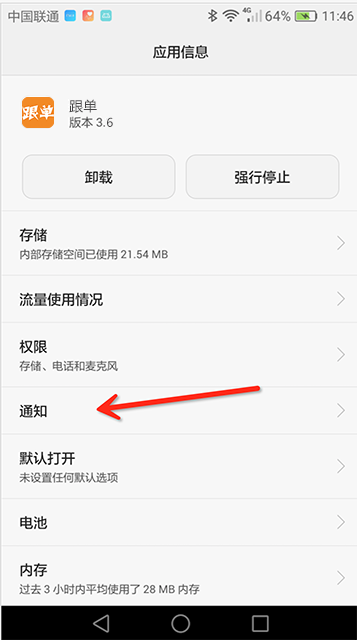 中国联通 4G 64% 11:46
应用信息
跟单 跟单
版本 3.6
卸载 强行停止
存储
内部存储空间已使用 21.54 MB
流量使用情况
权限
存储、电话和麦克风
通知
默认打开
未设置任何默认选项
电池
内存
过去 3 小时内平均使用了 28 MB 内存